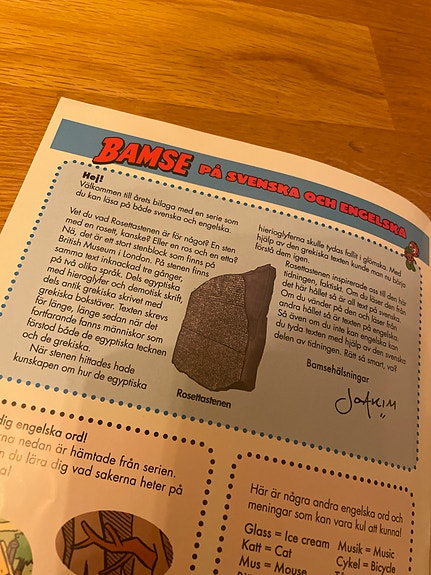 BAMSE PÅ SVENSKA OCH ENGELSKA
Hej!
Välkommen till årets bilaga med en serie som
du kan läsa på både svenska och engelska.
Vet du vad Rosettastenen är för något? En sten
med en rosett, kanske? Eller en ros och en etta?
Nä, det är ett stort stenblock som finns på
British Museum i London. På stenen finns
samma text inknackad tre gånger,
på två olika språk. Dels egyptiska
med hieroglyfer och demotisk skrift,
dels antik grekiska skrivet med
grekiska bokstäver. Texten skrevs
för länge, länge sedan när det
fortfarande fanns människor som
förstod både de egyptiska tecknen
och de grekiska.
När stenen hittades hade
kunskapen om hur de egyptiska
hieroglyferna skulle tydas fallit i glömska. Med
hjälp av den grekiska texten kunde man nu börja
förstå dem igen.
Rosettastenen inspirerade oss till den här
tidningen, faktiskt. Om du läser den från
det här hållet så är all text på svenska.
Om du vänder på den och läser från
andra hållet så är texten på engelska.
Så även om du inte kan engelska kan
du tyda texten med hjälp av den svenska
delen av tidningen. Rätt så smart, va?
Bamsehälsningar
JOAKIM
Rosettastenen
dig engelska ord!
rna nedan är hämtade från serien.
n du lära dig vad sakerna heter på
a!
Här är några andra engelska ord och
meningar som kan vara kul att kunna!
Glass = Ice cream
Katt = Cat
Mus = Mouse
Musik = Music
Cykel = Bicycle